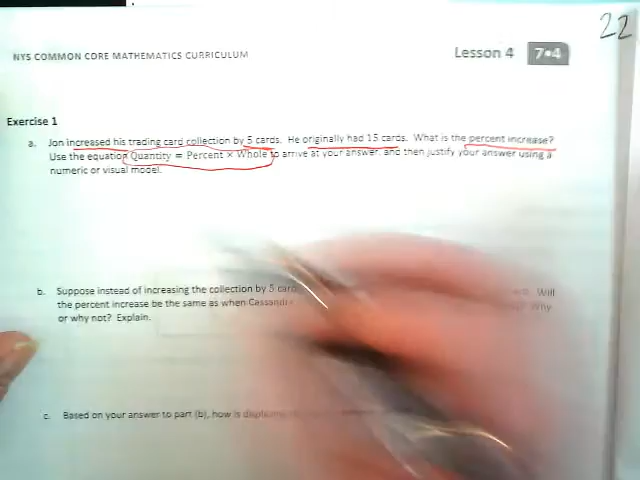 22
NYS COMMON CORE MATHEMATICS CURRICULUM
Lesson 4
7•4
Exercise 1
a. Jon increased his trading card collection by 5 cards. He originally had 15 cards. What is the percent increase?
Use the equation Quantity = Percent × Whole to arrive at your answer, and then justify your answer using a
numeric or visual model.
b. Suppose instead of increasing the collection by 5 card Will
the percent increase be the same as when Cassandra Why
or why not? Explain.
c. Based on your answer to part (b), how is